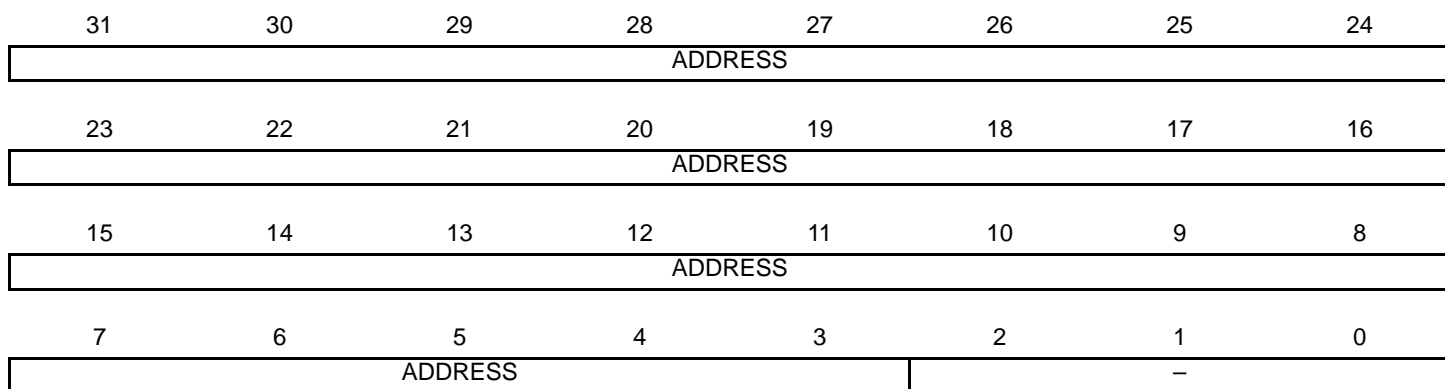 31 30 29 28 27 26 25 24
ADDRESS
23 22 21 20 19 18 17 16
ADDRESS
15 14 13 12 11 10 9 8
ADDRESS
7 6 5 4 3 2 1 0
ADDRESS –